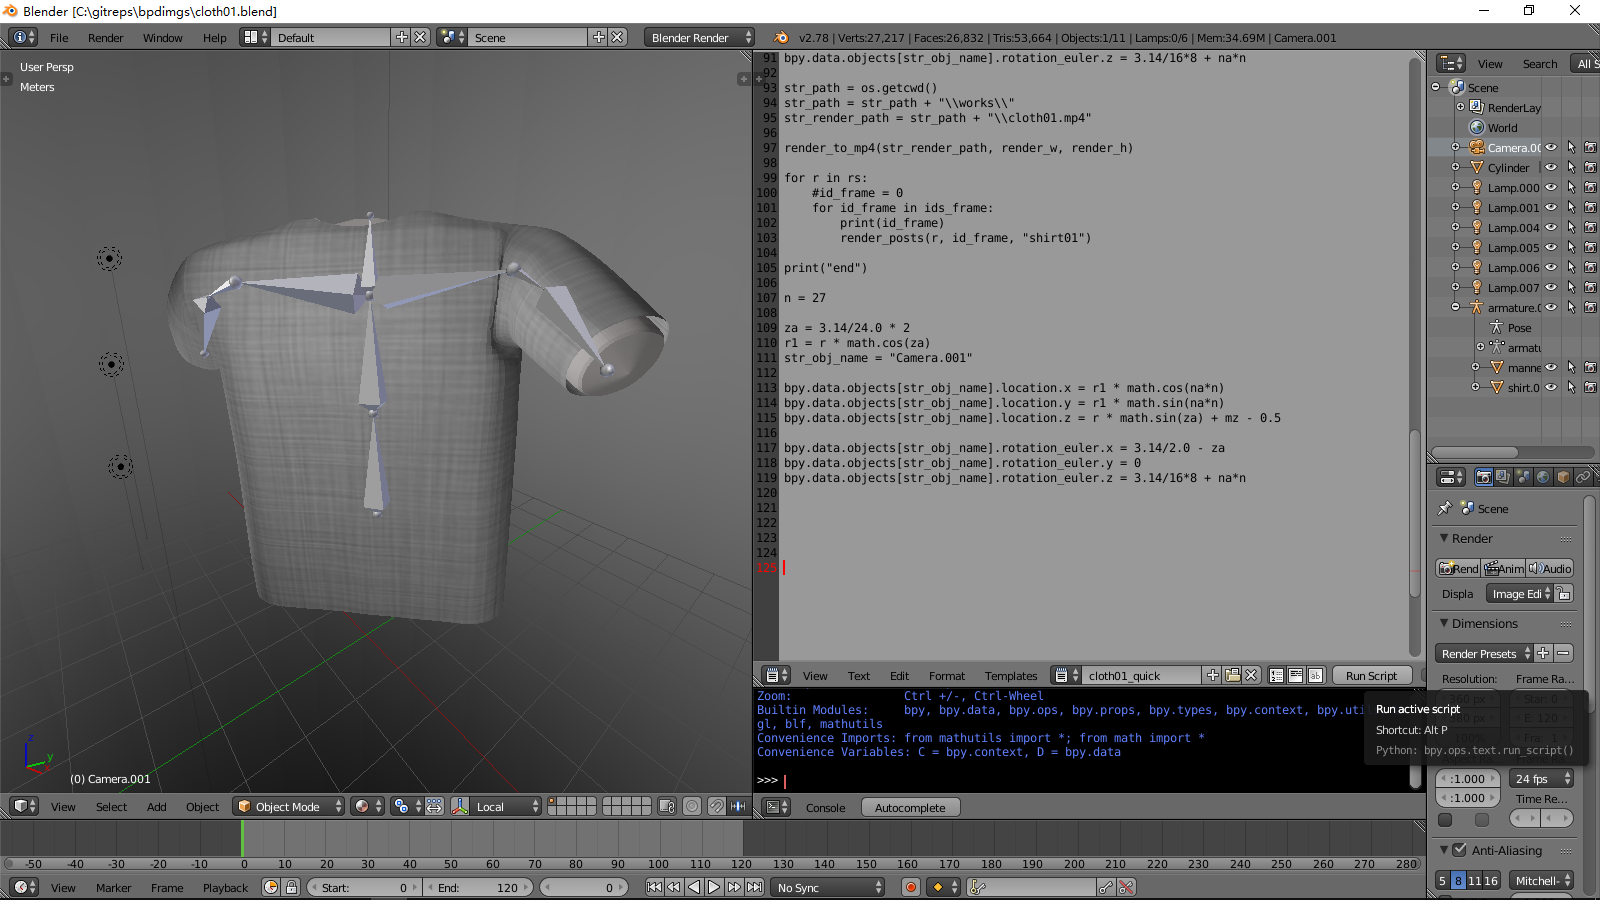 Blender [C:\gitreps\bpdimgs\cloth01.blend]
File Render Window Help Default Scene Blender Render v2.78 | Verts:27,217 | Faces:26,832 | Tris:53,664 | Objects:1/11 | Lamps:0/6 | Mem:34.69M | Camera.001
User Persp
Meters
(0) Camera.001
z
y
x
View Select Add Object Object Mode Local
91 bpy.data.objects[str_obj_name].rotation_euler.z = 3.14/16*8 + na*n
92
93 str_path = os.getcwd()
94 str_path = str_path + "\\works\\"
95 str_render_path = str_path + "\\cloth01.mp4"
96
97 render_to_mp4(str_render_path, render_w, render_h)
98
99 for r in rs:
100 #id_frame = 0
101 for id_frame in ids_frame:
102 print(id_frame)
103 render_posts(r, id_frame, "shirt01")
104
105 print("end")
106
107 n = 27
108
109 za = 3.14/24.0 * 2
110 r1 = r * math.cos(za)
111 str_obj_name = "Camera.001"
112
113 bpy.data.objects[str_obj_name].location.x = r1 * math.cos(na*n)
114 bpy.data.objects[str_obj_name].location.y = r1 * math.sin(na*n)
115 bpy.data.objects[str_obj_name].location.z = r * math.sin(za) + mz - 0.5
116
117 bpy.data.objects[str_obj_name].rotation_euler.x = 3.14/2.0 - za
118 bpy.data.objects[str_obj_name].rotation_euler.y = 0
119 bpy.data.objects[str_obj_name].rotation_euler.z = 3.14/16*8 + na*n
120
121
122
123
124
125
View Text Edit Format Templates cloth01_quick Run Script
Zoom: Ctrl +/-, Ctrl-Wheel
Builtin Modules: bpy, bpy.data, bpy.ops, bpy.props, bpy.types, bpy.context, bpy.uti
gl, blf, mathutils
Convenience Imports: from mathutils import *; from math import *
Convenience Variables: C = bpy.context, D = bpy.data
>>>
Console Autocomplete
Run active script
Shortcut: Alt P
Python: bpy.ops.text.run_script()
View Search All S
Scene
RenderLay
World
Camera.00
Cylinder
Lamp.000
Lamp.001
Lamp.004
Lamp.005
Lamp.006
Lamp.007
armature.0
Pose
armatu
manne
shirt.0
Scene
Render
Rend Anim Audio
Displa Image Edi
Dimensions
Render Presets
Resolution: Frame Ra...
Start: 0
E: 120
Fra: 1
:1.000 24 fps
:1.000 Time Re...
Anti-Aliasing
5 8 11 16 Mitchell-
-50 -40 -30 -20 -10 0 10 20 30 40 50 60 70 80 90 100 110 120 130 140 150 160 170 180 190 200 210 220 230 240 250 260 270 280
View Marker Frame Playback Start: 0 End: 120 0 No Sync